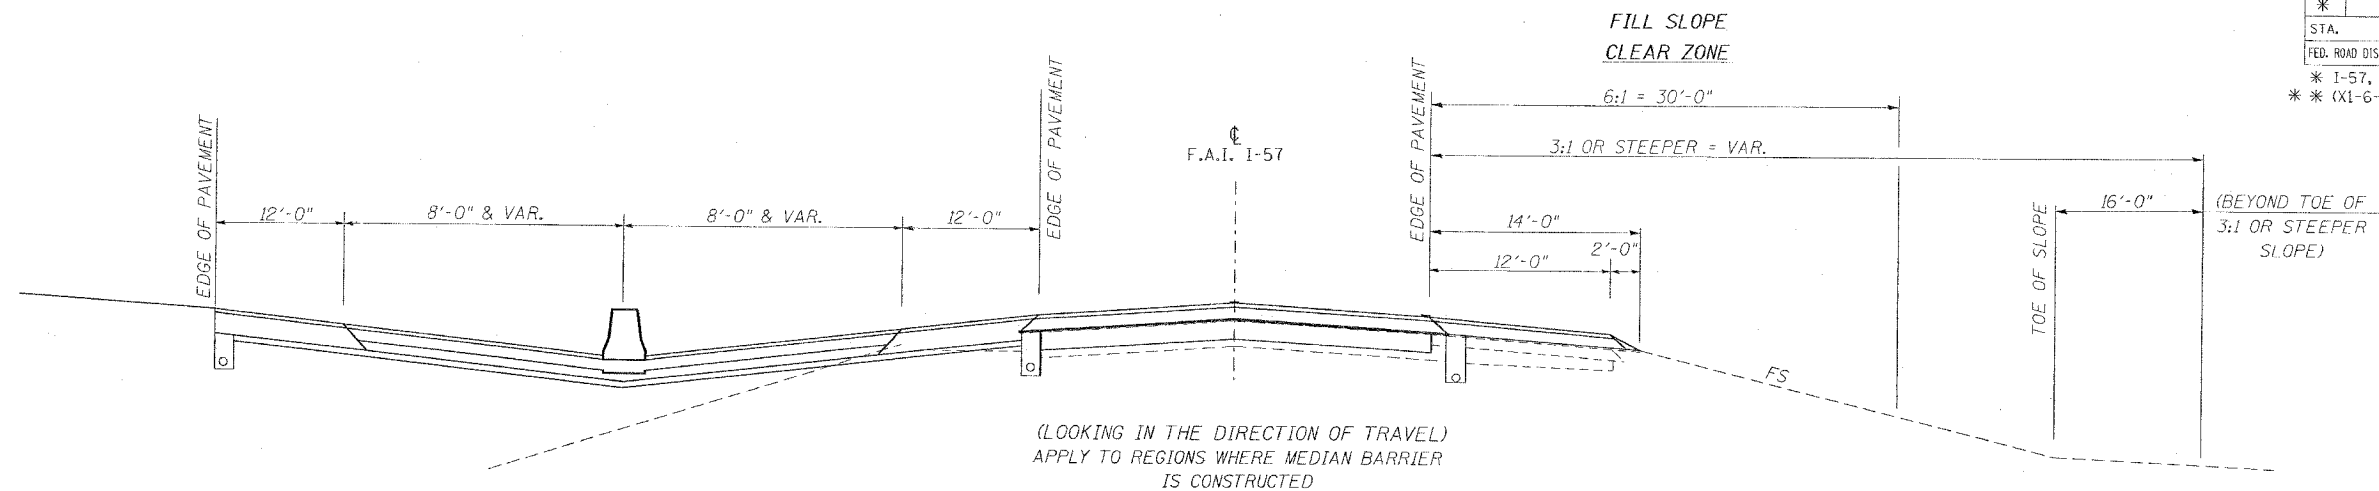 FILL SLOPE
CLEAR ZONE
*
STA.
FED. ROAD DIS
* I-57,
* * (X1-6-
6:1 = 30'-0"
3:1 OR STEEPER = VAR.
EDGE OF PAVEMENT
EDGE OF PAVEMENT
EDGE OF PAVEMENT
℄
F.A.I. I-57
12'-0"
8'-0" & VAR.
8'-0" & VAR.
12'-0"
14'-0"
12'-0"
2'-0"
TOE OF SLOPE
16'-0"
(BEYOND TOE OF
3:1 OR STEEPER
SLOPE)
FS
(LOOKING IN THE DIRECTION OF TRAVEL)
APPLY TO REGIONS WHERE MEDIAN BARRIER
IS CONSTRUCTED